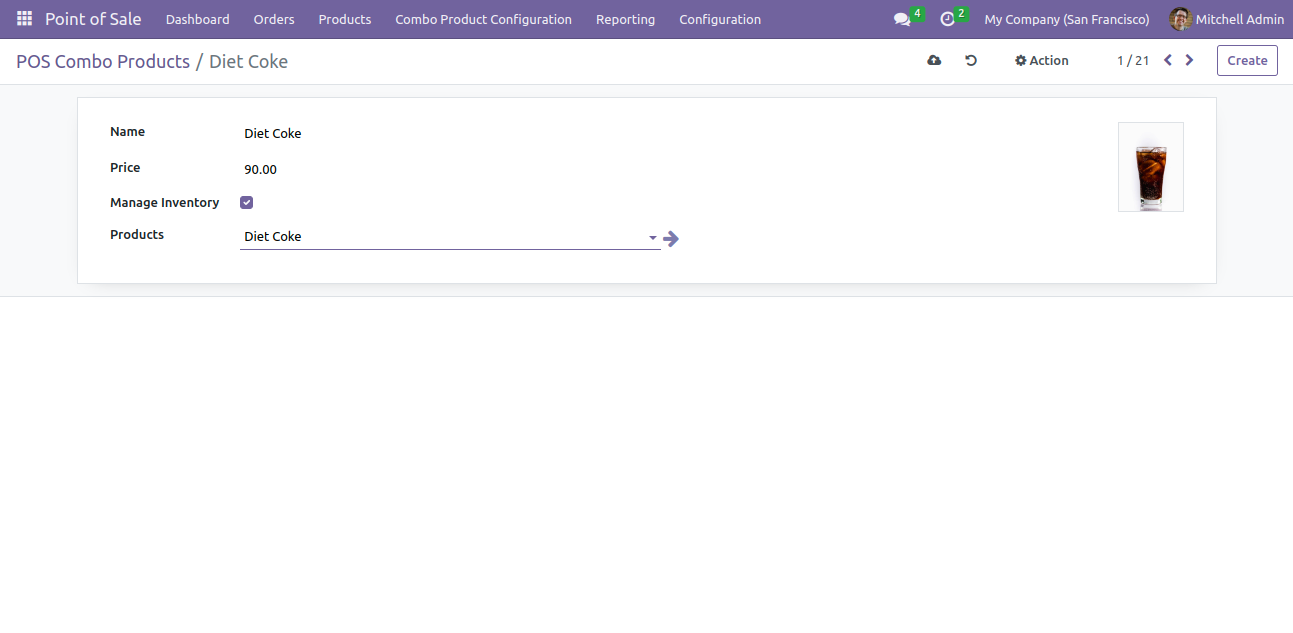 Point of Sale Dashboard Orders Products Combo Product Configuration Reporting Configuration 4 2 My Company (San Francisco) Mitchell Admin
POS Combo Products / Diet Coke Action 1 / 21 Create
Name Diet Coke
Price 90.00
Manage Inventory
Products Diet Coke